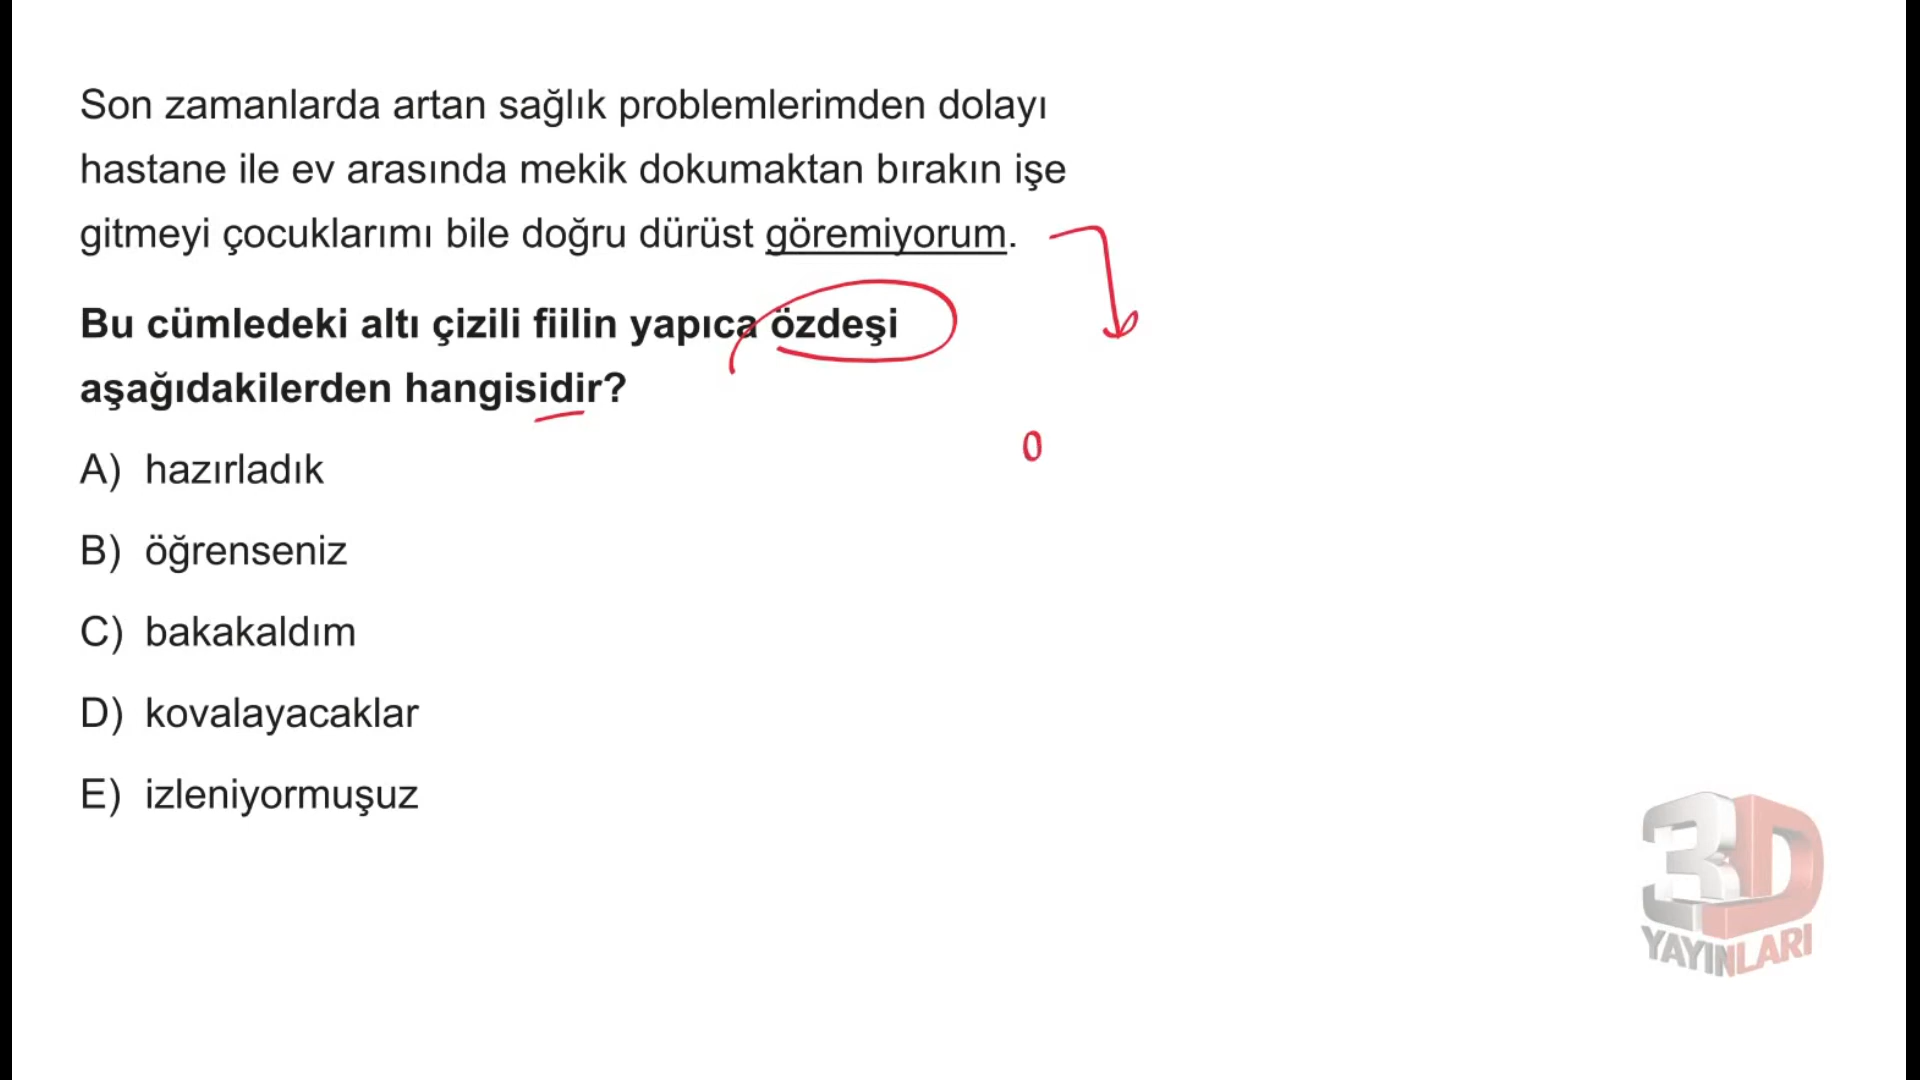 Son zamanlarda artan sağlık problemlerimden dolayı
hastane ile ev arasında mekik dokumaktan bırakın işe
gitmeyi çocuklarımı bile doğru dürüst göremiyorum.
Bu cümledeki altı çizili fiilin yapıca özdeşi
aşağıdakilerden hangisidir?
A) hazırladık
B) öğrenseniz
C) bakakaldım
D) kovalayacaklar
E) izleniyormuşuz
3D
YAYINLARI